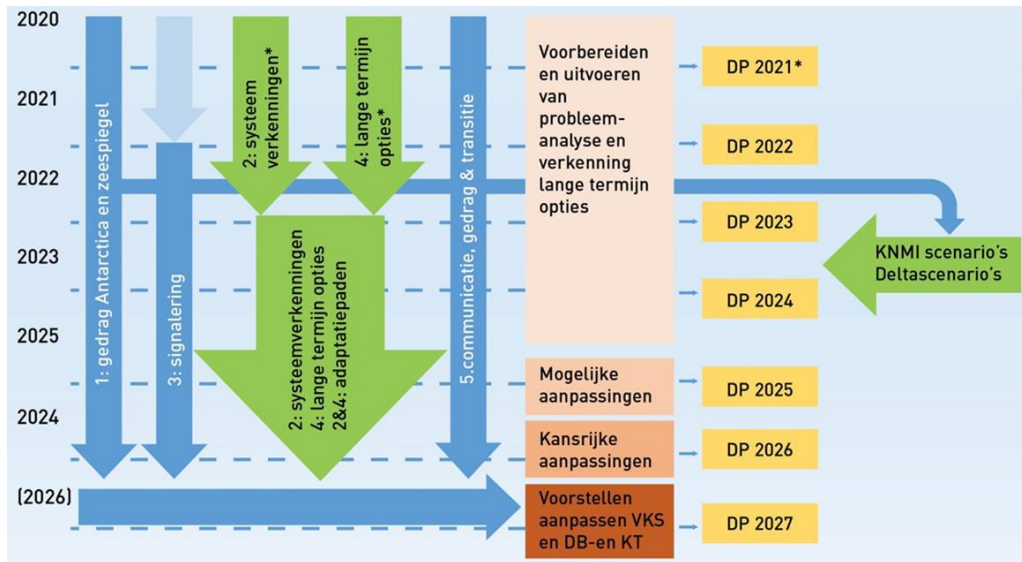 2020
2021
2022
2023
2025
2024
(2026)
1: gedrag Antarctica en zeespiegel
3: signalering
2: systeem
verkenningen*
4: lange termijn
opties*
2: systeemverkenningen
4: lange termijn opties
2&4: adaptatiepaden
5.communicatie, gedrag & transitie
Voorbereiden
en uitvoeren
van
probleem-
analyse en
verkenning
lange termijn
opties
Mogelijke
aanpassingen
Kansrijke
aanpassingen
Voorstellen
aanpassen VKS
en DB-en KT
DP 2021*
DP 2022
DP 2023
DP 2024
DP 2025
DP 2026
DP 2027
KNMI scenario's
Deltascenario's